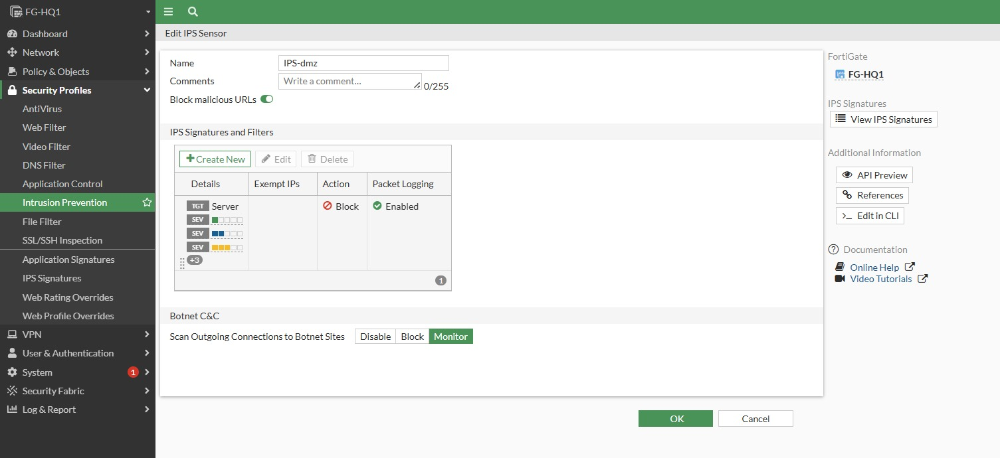 FG-HQ1
Dashboard
Network
Policy & Objects
Security Profiles
AntiVirus
Web Filter
Video Filter
DNS Filter
Application Control
Intrusion Prevention
File Filter
SSL/SSH Inspection
Application Signatures
IPS Signatures
Web Rating Overrides
Web Profile Overrides
VPN
User & Authentication
System 1
Security Fabric
Log & Report
Edit IPS Sensor
Name IPS-dmz
Comments Write a comment... 0/255
Block malicious URLs
IPS Signatures and Filters
Create New Edit Delete
Details Exempt IPs Action Packet Logging
TGT Server Block Enabled
SEV
SEV
SEV
+3
1
Botnet C&C
Scan Outgoing Connections to Botnet Sites Disable Block Monitor
OK Cancel
FortiGate
FG-HQ1
IPS Signatures
View IPS Signatures
Additional Information
API Preview
References
>_ Edit in CLI
? Documentation
Online Help
Video Tutorials